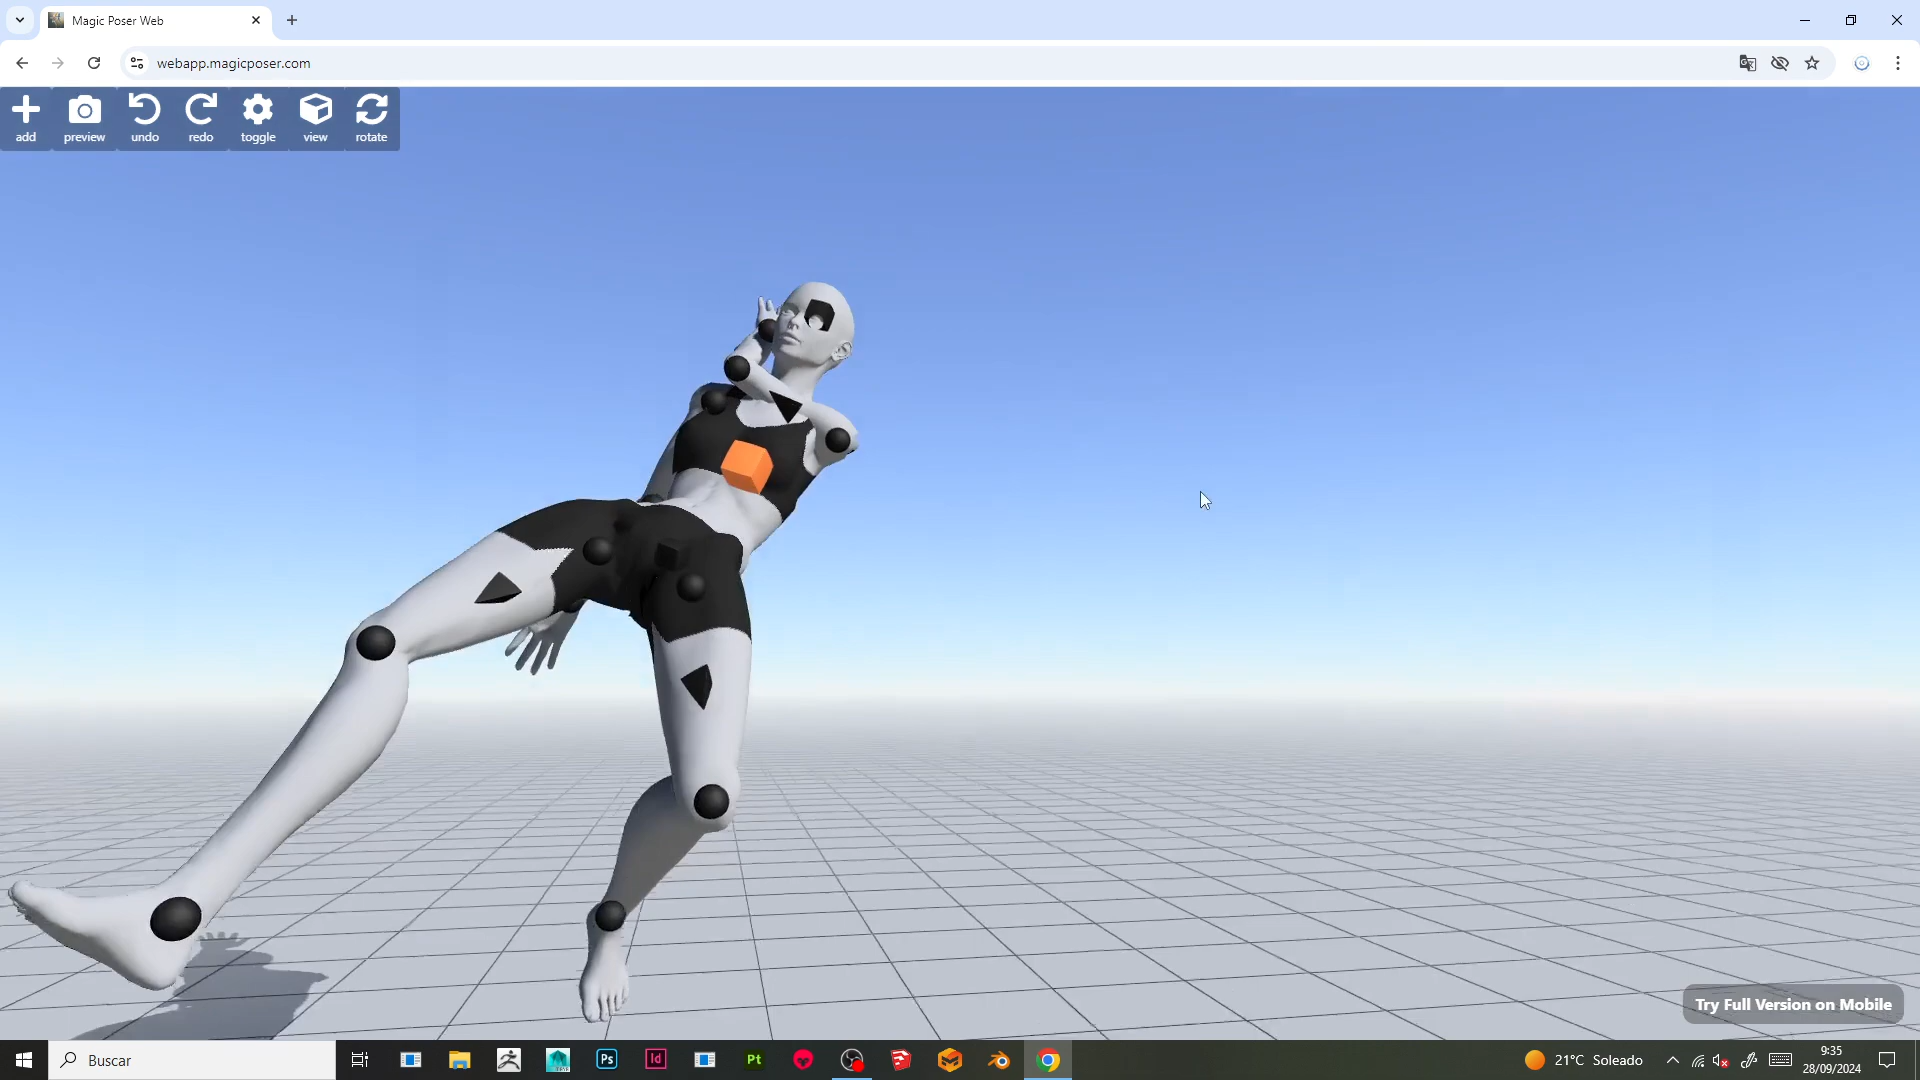 Magic Poser Web
webapp.magicposer.com
add
preview
undo
redo
toggle
view
rotate
Try Full Version on Mobile
Buscar
Ps
Id
Pt
21°C Soleado
9:35
28/09/2024